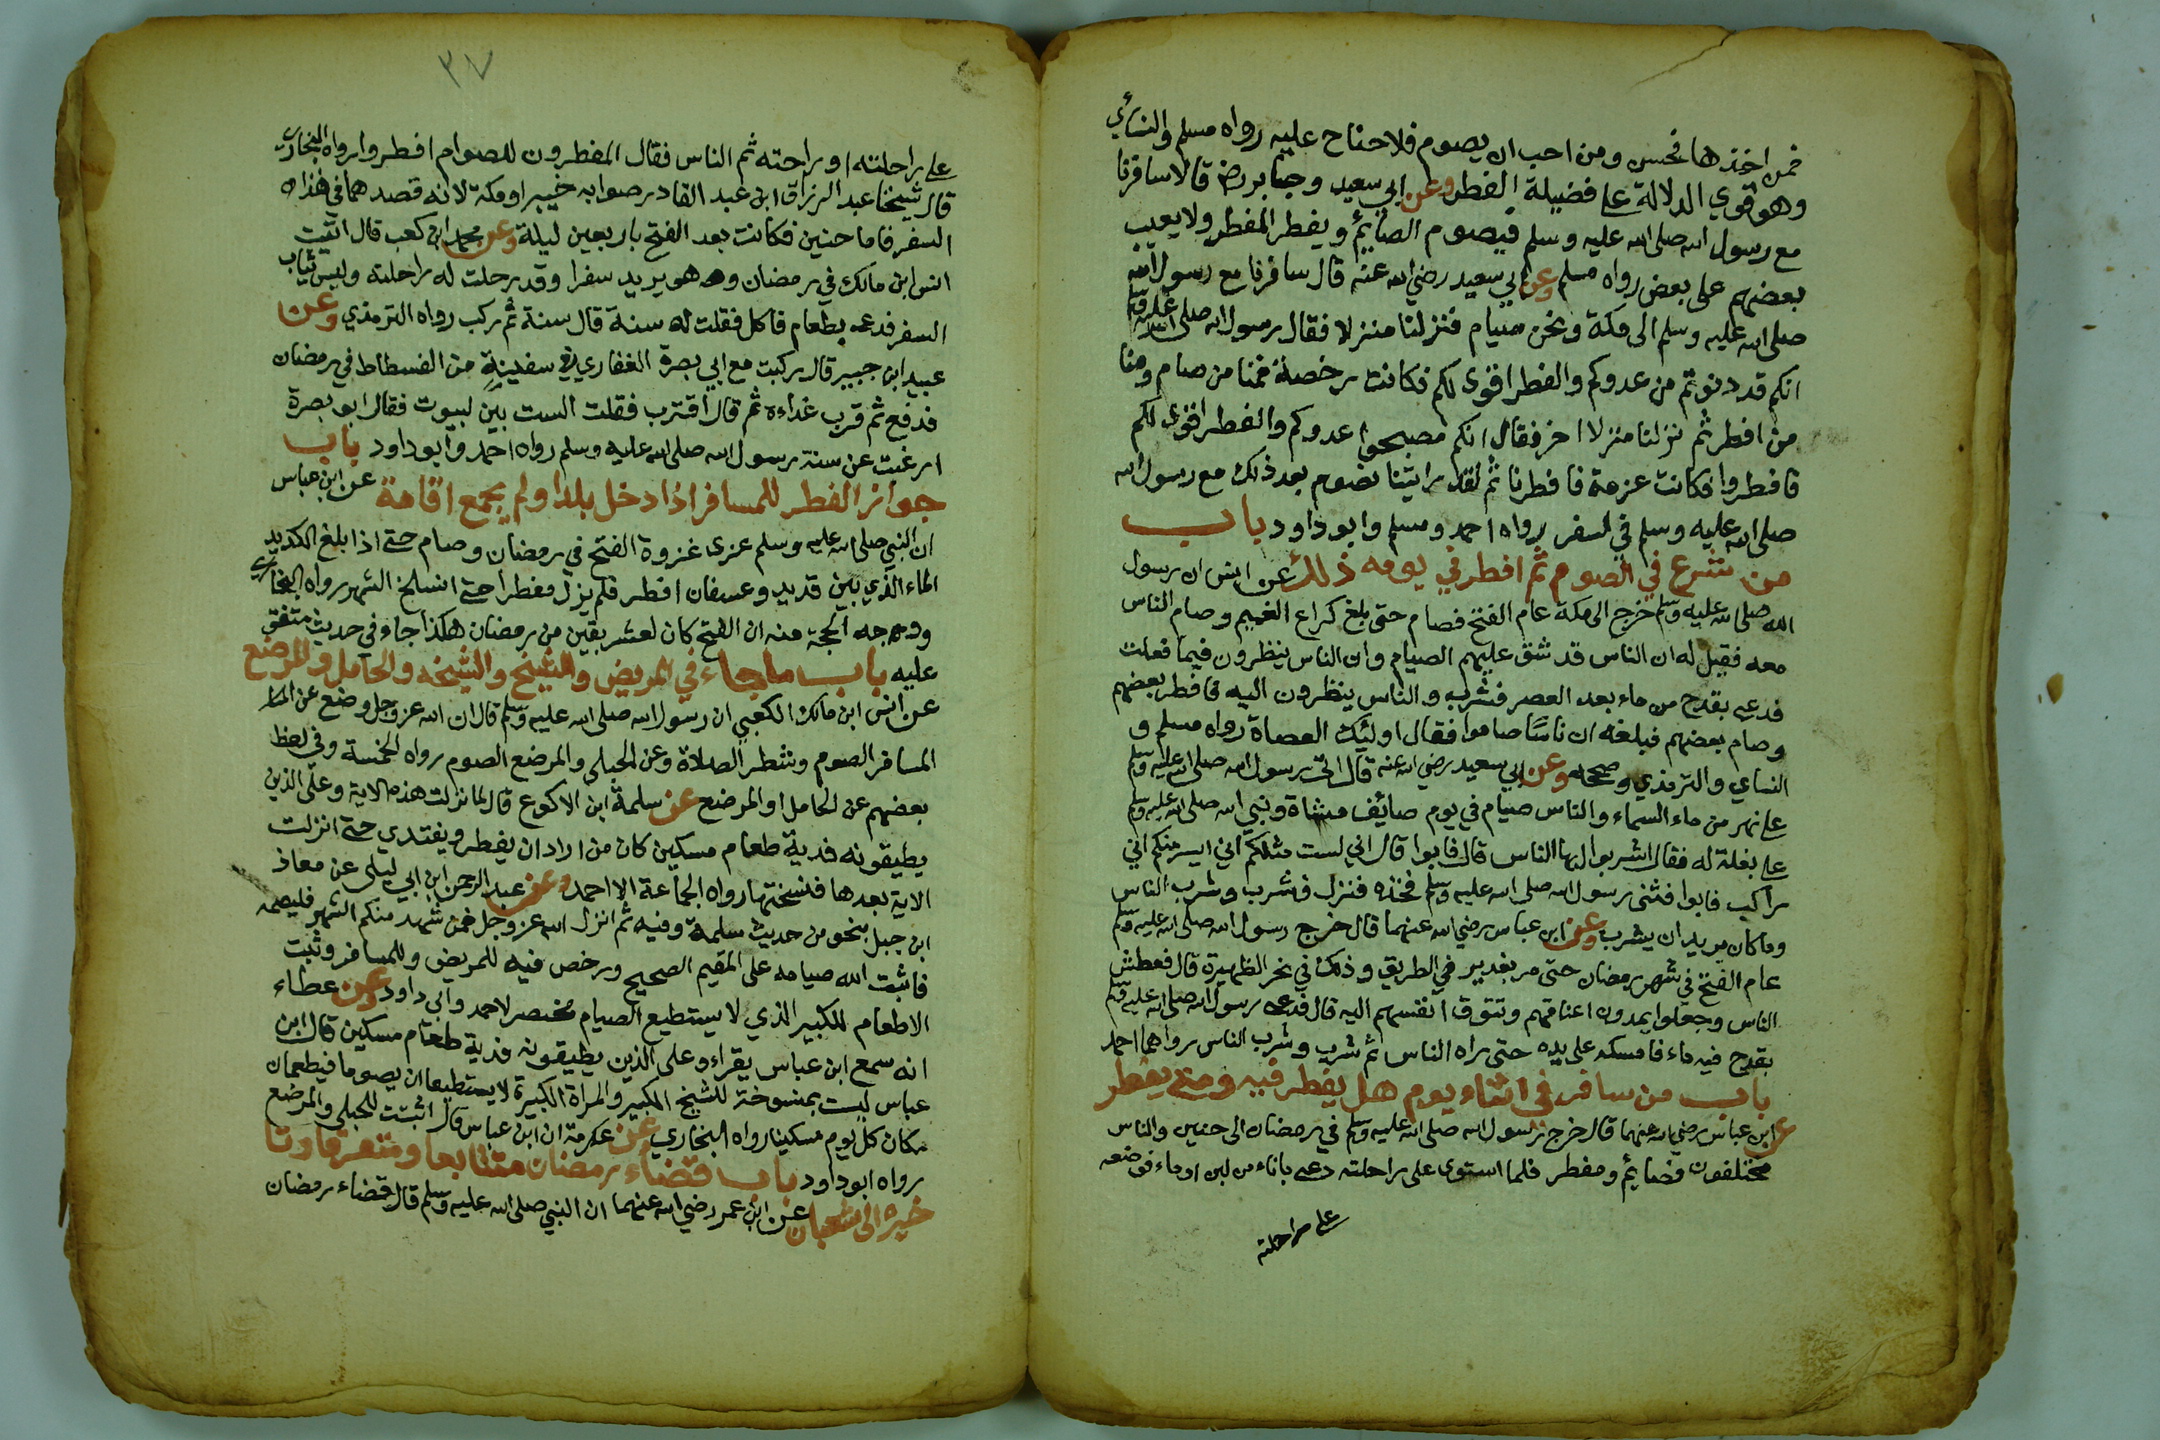 فمن اخذ بها فحسن ومن احب ان يصوم فلا جناح عليه رواه مسلم والنسائي
وهو قوي الدلالة على فضيلة الفطر وعن ابي سعيد وجابر رضي قالا سافرنا
مع رسول الله صلى الله عليه وسلم فيصوم الصائم ويفطر المفطر ولا يعيب
بعضهم على بعض رواه مسلم وعن ابي سعيد رضي الله عنه قال سافرنا مع رسول الله
صلى الله عليه وسلم الى مكة ونحن صيام فنزلنا منزلا فقال رسول الله صلى الله عليه وسلم
انكم قد دنوتم من عدوكم والفطر اقوى لكم فكانت رخصة فمنا من صام ومنا
من افطر ثم نزلنا منزلا اخر فقال انكم مصبحوا عدوكم والفطر اقوى لكم
فافطروا فكانت عزمة فافطرنا ثم لقد رايتنا نصوم بعد ذلك مع رسول الله
صلى الله عليه وسلم في السفر رواه احمد ومسلم وابو داود باب
من شرع في الصوم ثم افطر في يومه ذلك عن انس ان رسول
الله صلى الله عليه وسلم خرج الى مكة عام الفتح فصام حتى بلغ كراع الغميم وصام الناس
معه فقيل له ان الناس قد شق عليهم الصيام وان الناس ينظرون فيما فعلت
فدعى بقدح من ماء بعد العصر فشرب والناس ينظرون اليه فافطر بعضهم
وصام بعضهم فبلغه ان ناسا صاموا فقال اوليك العصاة رواه مسلم و
النساي والترمذي وصححه وعن ابي سعيد رضي الله عنه قال اتى رسول الله صلى الله عليه وسلم
على نهر من ماء السماء والناس صيام في يوم صائف مشاة ونبي الله صلى الله عليه وسلم
على بغلة له فقال اشربوا ايها الناس قال فابوا قال اني لست مثلكم اني ايسركم اني
راكب فابوا فثنى رسول الله صلى الله عليه وسلم فخذه فنزل فشرب وشرب الناس
وما كان يريد ان يشرب وعن ابن عباس رضي الله عنهما قال خرج رسول الله صلى الله عليه وسلم
عام الفتح في شهر رمضان حتى مر بغدير في الطريق وذلك في نحر الظهيرة قال فعطش
الناس وجعلوا يمدون اعناقهم وتتوق انفسهم اليه قال فدعى رسول الله صلى الله عليه وسلم
بقدح فيه ماء فامسكه على يده حتى راه الناس ثم شرب وشرب الناس رواهما احمد
باب من سافر في اثناء يوم هل يفطر فيه ومتى يفطر
عن ابن عباس رضي الله عنهما قال خرج رسول الله صلى الله عليه وسلم في رمضان الى حنين والناس
مختلفون فصائم ومفطر فلما استوى على راحلته دعى باناء من لبن او ماء فوضعه
على راحلته
٣٧
على راحلته او راحته ثم الناس فقال المفطرون للصوام افطروا رواه البخاري
قال شيخنا عبد الرزاق ابن عبد القادر صوابه خيبر او مكة لانه قصدهما في هذا
السفر فاما حنين فكانت بعد الفتح باربعين ليلة وعن محمد ابن كعب قال اتيت
انس ابن مالك في رمضان وهو يريد سفرا وقد رحلت له راحلته ولبس ثياب
السفر فدعى بطعام فاكل فقلت له سنة قال سنة ثم ركب رواه الترمذي وعن
عبيد ابن جبير قال ركبت مع ابي بصرة الغفاري في سفينة من الفسطاط في رمضان
فدفع ثم قرب غداءه ثم قال اقترب فقلت الست بين لبيوت فقال ابو بصرة
ارغبت عن سنة رسول الله صلى الله عليه وسلم رواه احمد وابو داود باب
جواز الفطر للمسافر اذا دخل بلدا ولم يجمع اقامة عن ابن عباس
ان النبي صلى الله عليه وسلم غزى غزوة الفتح في رمضان وصام حتى اذا بلغ الكديد
الماء الذي بين قديد وعسفان افطر فلم يزل مفطرا حتى انسلخ الشهر رواه البخاري
ووجه الحجة منه ان الفتح كان لعشر بقين من رمضان هكذا جاء في حديث متفق
عليه باب ما جاء في المريض والشيخ والشيخه والحامل والمرضع
عن انس ابن مالك الكعبي ان رسول الله صلى الله عليه وسلم قال ان الله عز وجل وضع عن
المسافر الصوم وشطر الصلاة وعن الحبلى والمرضع الصوم رواه الخمسة وفي لفظ
بعضهم عن الحامل او المرضع عن سلمة ابن الاكوع قال لما نزلت هذه الاية وعلى الذين
يطيقونه فدية طعام مسكين كان من اراد ان يفطر ويفتدي حتى انزلت
الاية بعدها فنسختها رواه الجماعة الا احمد وعن عبد الرحمن ابن ابي ليلى عن معاذ
ابن جبل بنحو من حديث سلمة وفيه ثم انزل الله عز وجل فمن شهد منكم الشهر فليصمه
فاثبت الله صيامه على المقيم الصحيح ورخص فيه للمريض وللمسافر وثبت
الاطعام للكبير الذي لا يستطيع الصيام مختصر لاحمد وابي داود وعن عطاء
انه سمع ابن عباس يقراء وعلى الذين يطيقونه فدية طعام مسكين قال ابن
عباس ليست بمنسوخة للشيخ الكبير والمراة الكبيرة لا يستطيعا ان يصوما فيطعمان
مكان كل يوم مسكينا رواه البخاري وعن عكرمة ان ابن عباس قال اثبتت للحبلى والمرضع
رواه ابو داود باب قضاء رمضان متتابعا ومتفرقا وتا
خيره الى شعبان عن ابن عمر رضي الله عنهما ان النبي صلى الله عليه وسلم قال قضاء رمضان